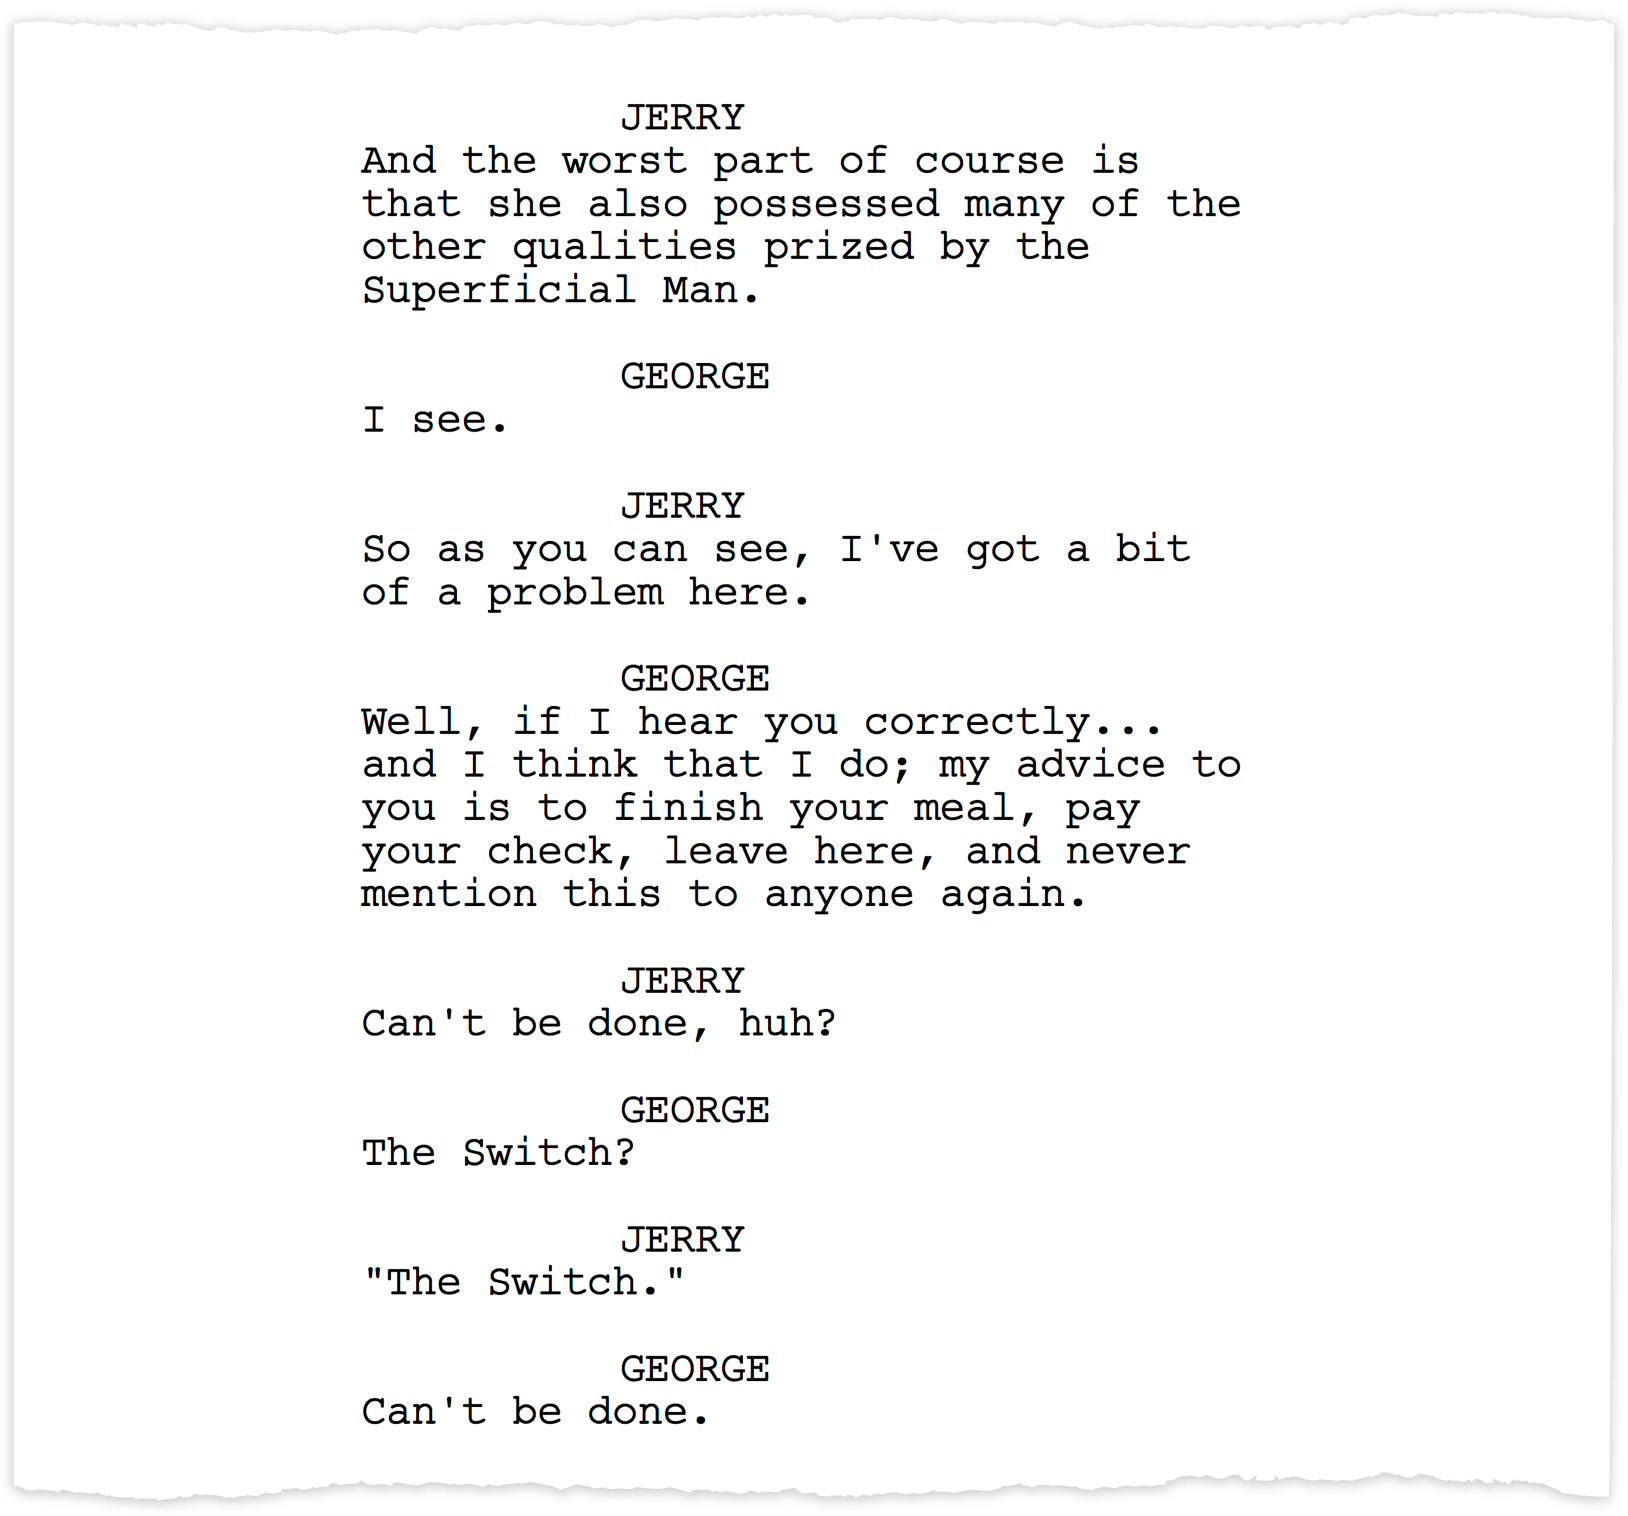 JERRY
And the worst part of course is
that she also possessed many of the
other qualities prized by the
Superficial Man.
GEORGE
I see.
JERRY
So as you can see, I've got a bit
of a problem here.
GEORGE
Well, if I hear you correctly...
and I think that I do; my advice to
you is to finish your meal, pay
your check, leave here, and never
mention this to anyone again.
JERRY
Can't be done, huh?
GEORGE
The Switch?
JERRY
"The Switch."
GEORGE
Can't be done.